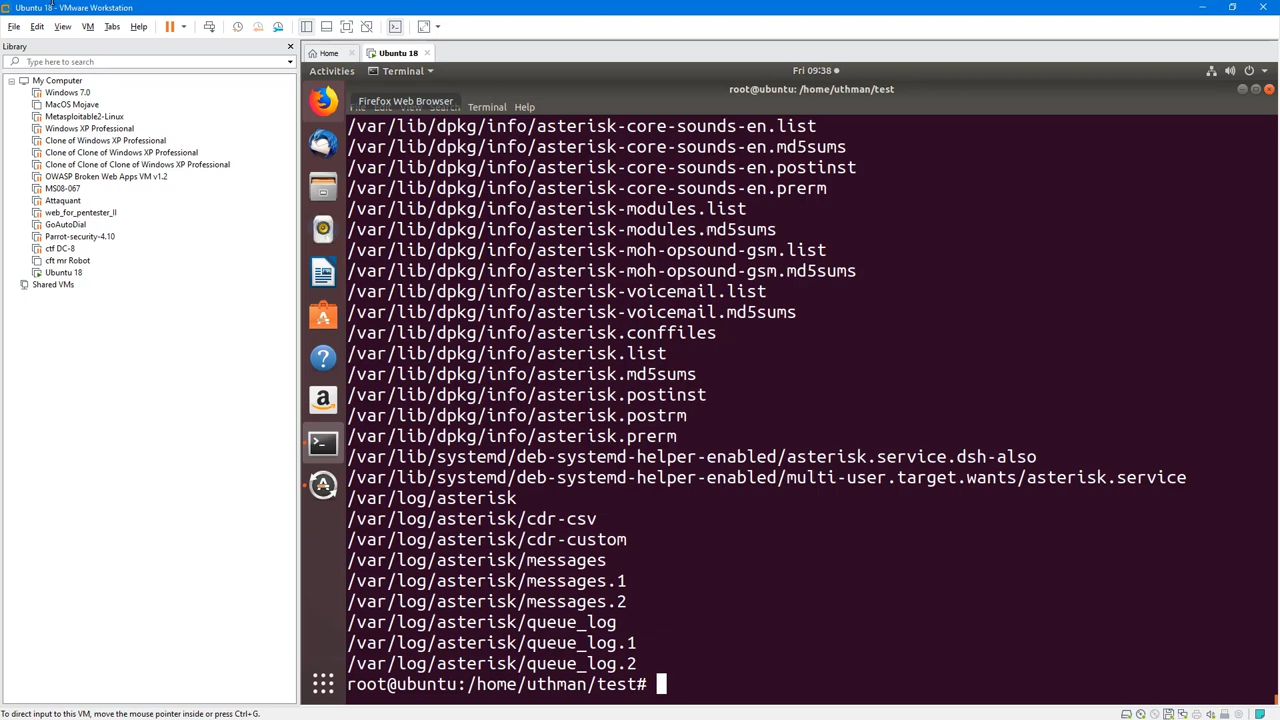 Ubuntu 18 - VMware Workstation
File Edit View VM Tabs Help
Library
Type here to search
My Computer
Windows 7.0
MacOS Mojave
Metasploitable2-Linux
Windows XP Professional
Clone of Windows XP Professional
Clone of Clone of Windows XP Professional
Clone of Clone of Clone of Windows XP Professional
OWASP Broken Web Apps VM v1.2
MS08-067
Attaquant
web_for_pentester_II
GoAutoDial
Parrot-security-4.10
ctf DC-8
cft mr Robot
Ubuntu 18
Shared VMs
Home Ubuntu 18
Activities Terminal Fri 09:38
root@ubuntu: /home/uthman/test
Firefox Web Browser
Terminal Help
/var/lib/dpkg/info/asterisk-core-sounds-en.list
/var/lib/dpkg/info/asterisk-core-sounds-en.md5sums
/var/lib/dpkg/info/asterisk-core-sounds-en.postinst
/var/lib/dpkg/info/asterisk-core-sounds-en.prerm
/var/lib/dpkg/info/asterisk-modules.list
/var/lib/dpkg/info/asterisk-modules.md5sums
/var/lib/dpkg/info/asterisk-moh-opsound-gsm.list
/var/lib/dpkg/info/asterisk-moh-opsound-gsm.md5sums
/var/lib/dpkg/info/asterisk-voicemail.list
/var/lib/dpkg/info/asterisk-voicemail.md5sums
/var/lib/dpkg/info/asterisk.conffiles
/var/lib/dpkg/info/asterisk.list
/var/lib/dpkg/info/asterisk.md5sums
/var/lib/dpkg/info/asterisk.postinst
/var/lib/dpkg/info/asterisk.postrm
/var/lib/dpkg/info/asterisk.prerm
/var/lib/systemd/deb-systemd-helper-enabled/asterisk.service.dsh-also
/var/lib/systemd/deb-systemd-helper-enabled/multi-user.target.wants/asterisk.service
/var/log/asterisk
/var/log/asterisk/cdr-csv
/var/log/asterisk/cdr-custom
/var/log/asterisk/messages
/var/log/asterisk/messages.1
/var/log/asterisk/messages.2
/var/log/asterisk/queue_log
/var/log/asterisk/queue_log.1
/var/log/asterisk/queue_log.2
root@ubuntu:/home/uthman/test#
To direct input to this VM, move the mouse pointer inside or press Ctrl+G.